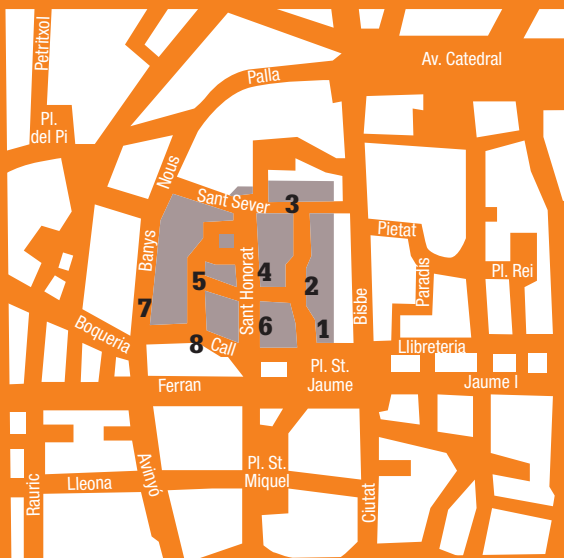 Petritxol
Av. Catedral
Palla
Pl.
del Pi
Nous
Sant Sever
3
Pietat
Banys
Sant Honorat
5
4
2
Paradis
Pl. Rei
7
Bisbe
Boqueria
6
1
8
Call
Llibreteria
Pl. St.
Jaume
Ferran
Jaume I
Rauric
Lleona
Avinyó
Pl. St.
Miquel
Ciutat